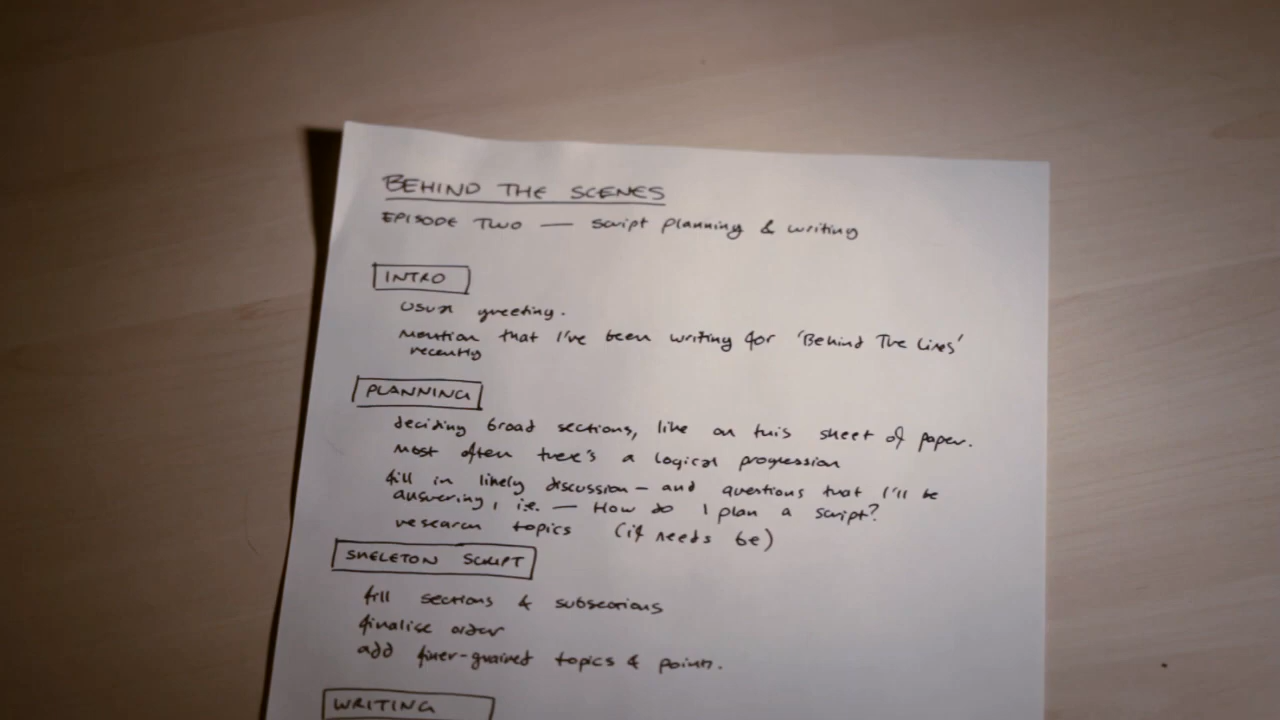 BEHIND THE SCENES
EPISODE TWO — script planning & writing
INTRO
usual greeting.
Mention that I've been writing for 'Behind The Lines'
recently
PLANNING
deciding broad sections, like on this sheet of paper.
Most often there's a logical progression
fill in likely discussion – and questions that I'll be
answering, i.e. — How do I plan a script?
research topics (if needs be)
SKELETON SCRIPT
fill sections & subsections
finalise order
add finer-grained topics & points.
WRITING